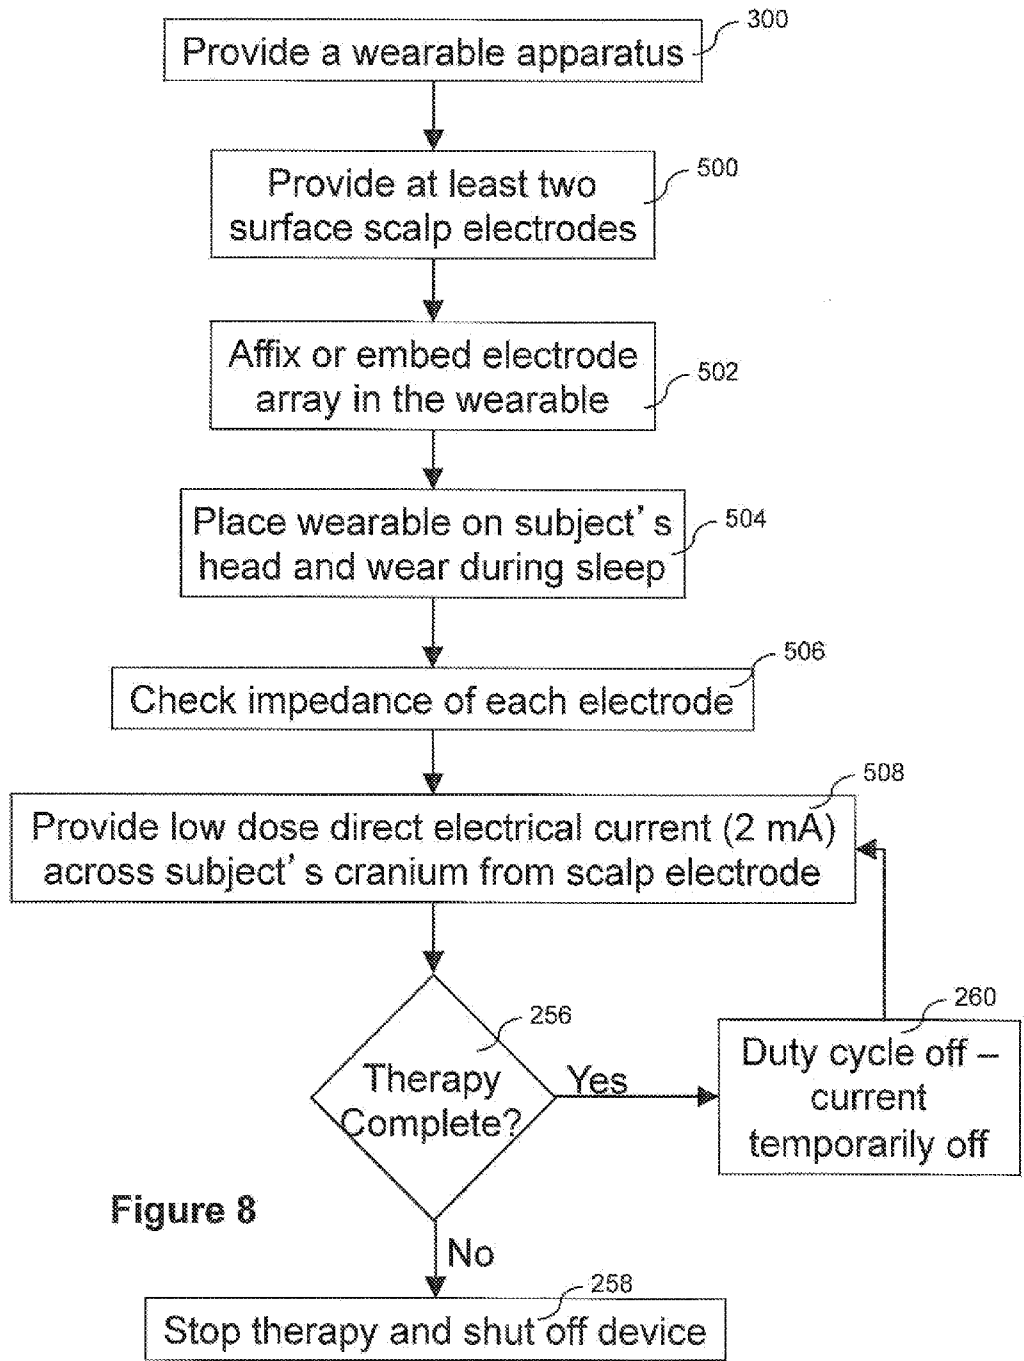 300
Provide a wearable apparatus
500
Provide at least two
surface scalp electrodes
Affix or embed electrode
array in the wearable
502
Place wearable on subject's
head and wear during sleep
504
506
Check impedance of each electrode
508
Provide low dose direct electrical current (2 mA)
across subject's cranium from scalp electrode
256
Therapy
Complete?
Yes
260
Duty cycle off –
current
temporarily off
Figure 8
No
258
Stop therapy and shut off device